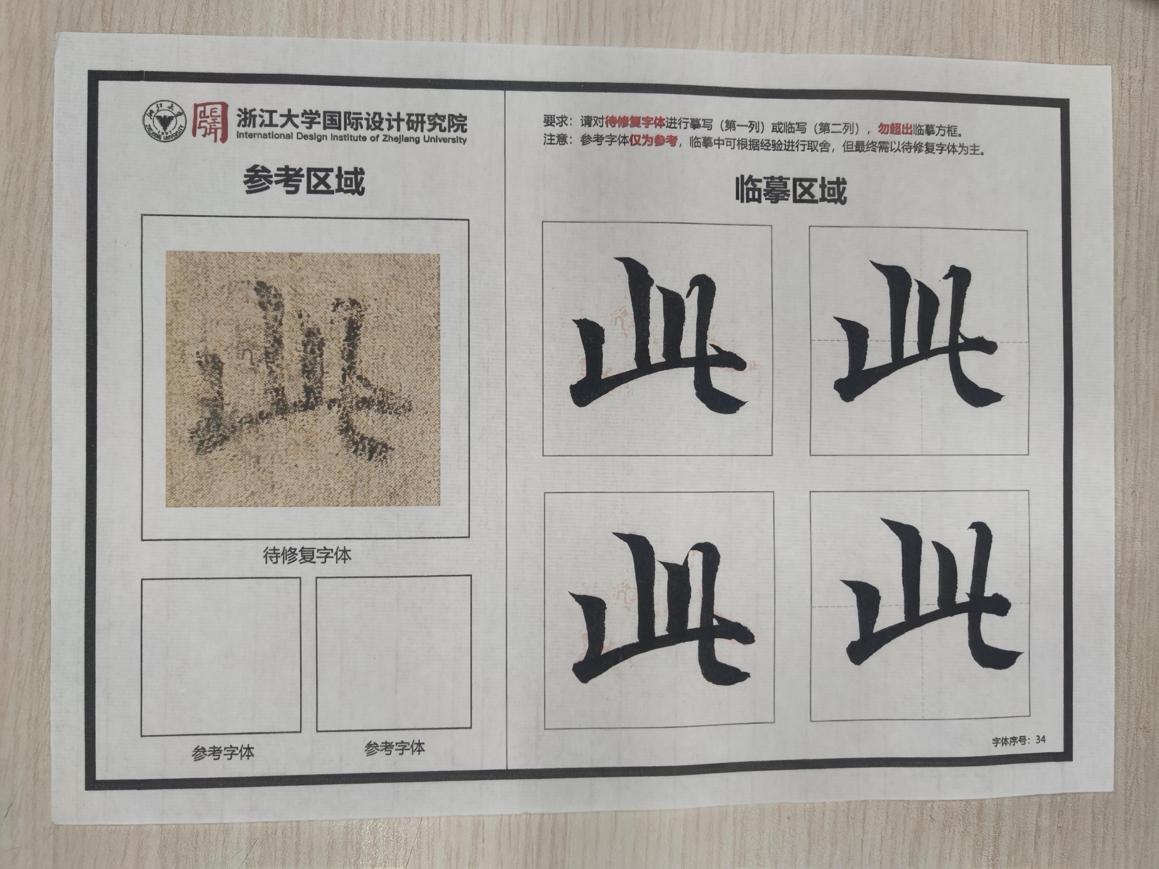 浙江大学国际设计研究院
International Design Institute of Zhejiang University
参考区域
此
待修复字体
参考字体
参考字体
要求：请对待修复字体进行摹写（第一列）或临写（第二列），勿超出临摹方框。
注意：参考字体仅为参考，临摹中可根据经验进行取舍，但最终需以待修复字体为主。
临摹区域
此 此
此 此
字体序号：34